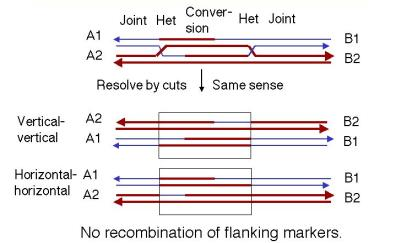 Joint Het Conver-
sion Het Joint
A1 B1
A2 B2
Resolve by cuts Same sense
Vertical-
vertical
A2 B2
A1 B1
Horizontal-
horizontal
A1 B1
A2 B2
No recombination of flanking markers.